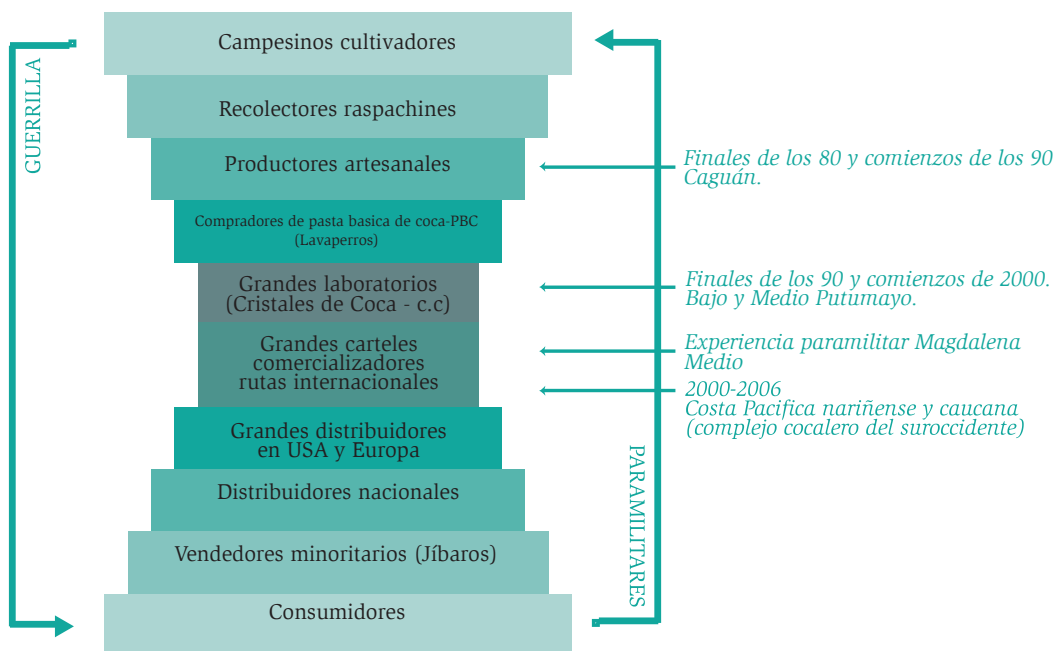 Campesinos cultivadores
GUERRILLA
Recolectores raspachines
Productores artesanales
Finales de los 80 y comienzos de los 90
Caguán.
Compradores de pasta basica de coca-PBC
(Lavaperros)
Grandes laboratorios
(Cristales de Coca - c.c)
Finales de los 90 y comienzos de 2000.
Bajo y Medio Putumayo.
Grandes carteles
comercializadores
rutas internacionales
Experiencia paramilitar Magdalena
Medio
2000-2006
Costa Pacifica nariñense y caucana
(complejo cocalero del suroccidente)
Grandes distribuidores
en USA y Europa
PARAMILITARES
Distribuidores nacionales
Vendedores minoritarios (Jíbaros)
Consumidores